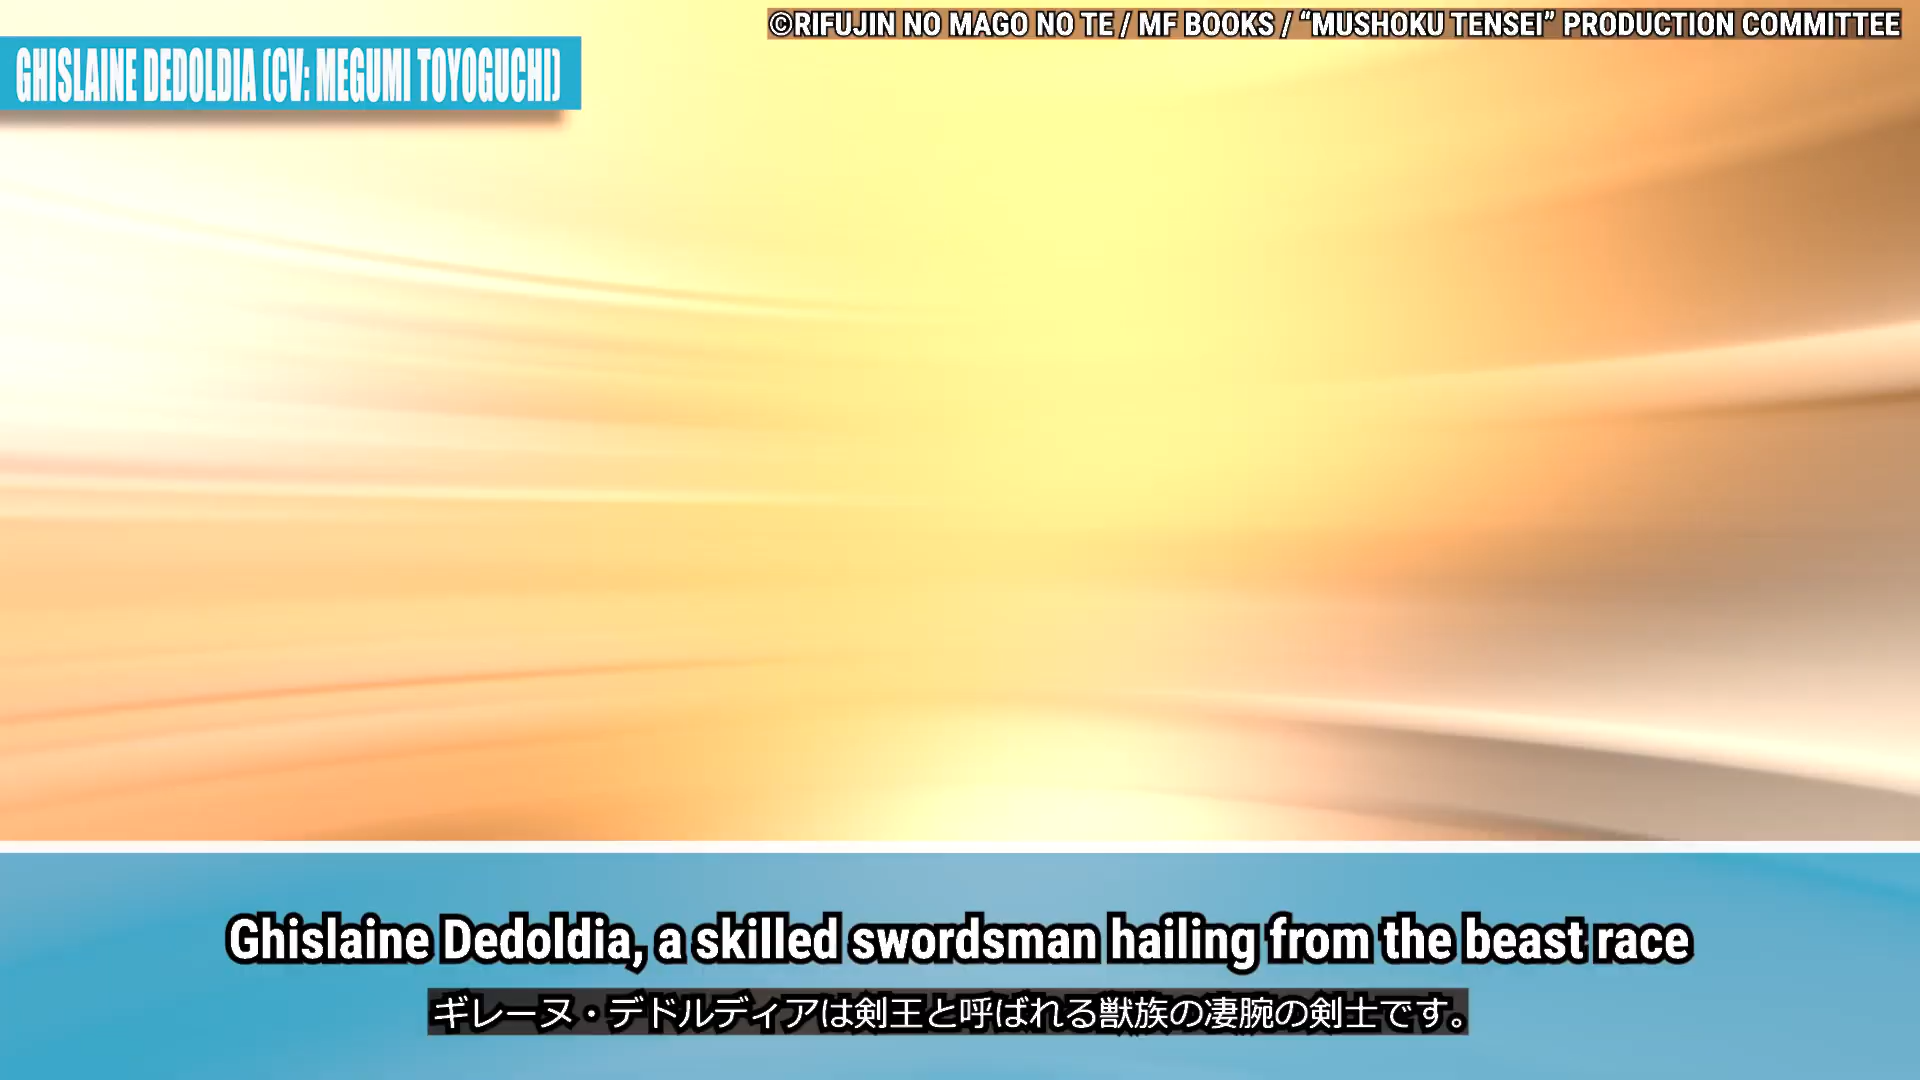 ©RIFUJIN NO MAGO NO TE / MF BOOKS / “MUSHOKU TENSEI” PRODUCTION COMMITTEE
GHISLAINE DEDOLDIA (CV: MEGUMI TOYOGUCHI)
Ghislaine Dedoldia, a skilled swordsman hailing from the beast race
ギレーヌ・デドルディアは剣王と呼ばれる獣族の凄腕の剣士です。